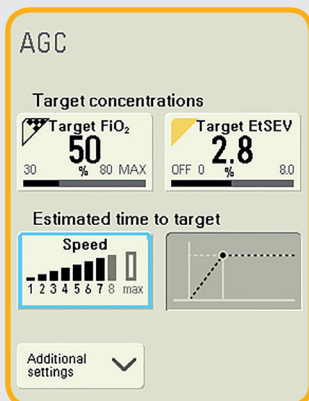 AGC
Target concentrations
Target FiO₂
50
30 % 80 MAX
Target EtSEV
2.8
OFF 0 % 8.0
Estimated time to target
Speed
1 2 3 4 5 6 7 8 max
Additional
settings